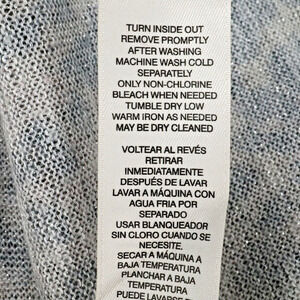 TURN INSIDE OUT
REMOVE PROMPTLY
AFTER WASHING
MACHINE WASH COLD
SEPARATELY
ONLY NON-CHLORINE
BLEACH WHEN NEEDED
TUMBLE DRY LOW
WARM IRON AS NEEDED
MAY BE DRY CLEANED
VOLTEAR AL REVÉS
RETIRAR
INMEDIATAMENTE
DESPUÉS DE LAVAR
LAVAR A MÁQUINA CON
AGUA FRIA POR
SEPARADO
USAR BLANQUEADOR
SIN CLORO CUANDO SE
NECESITE.
SECAR A MÁQUINA A
BAJA TEMPERATURA
PLANCHAR A BAJA
TEMPERATURA
PUEDE LAVARSE